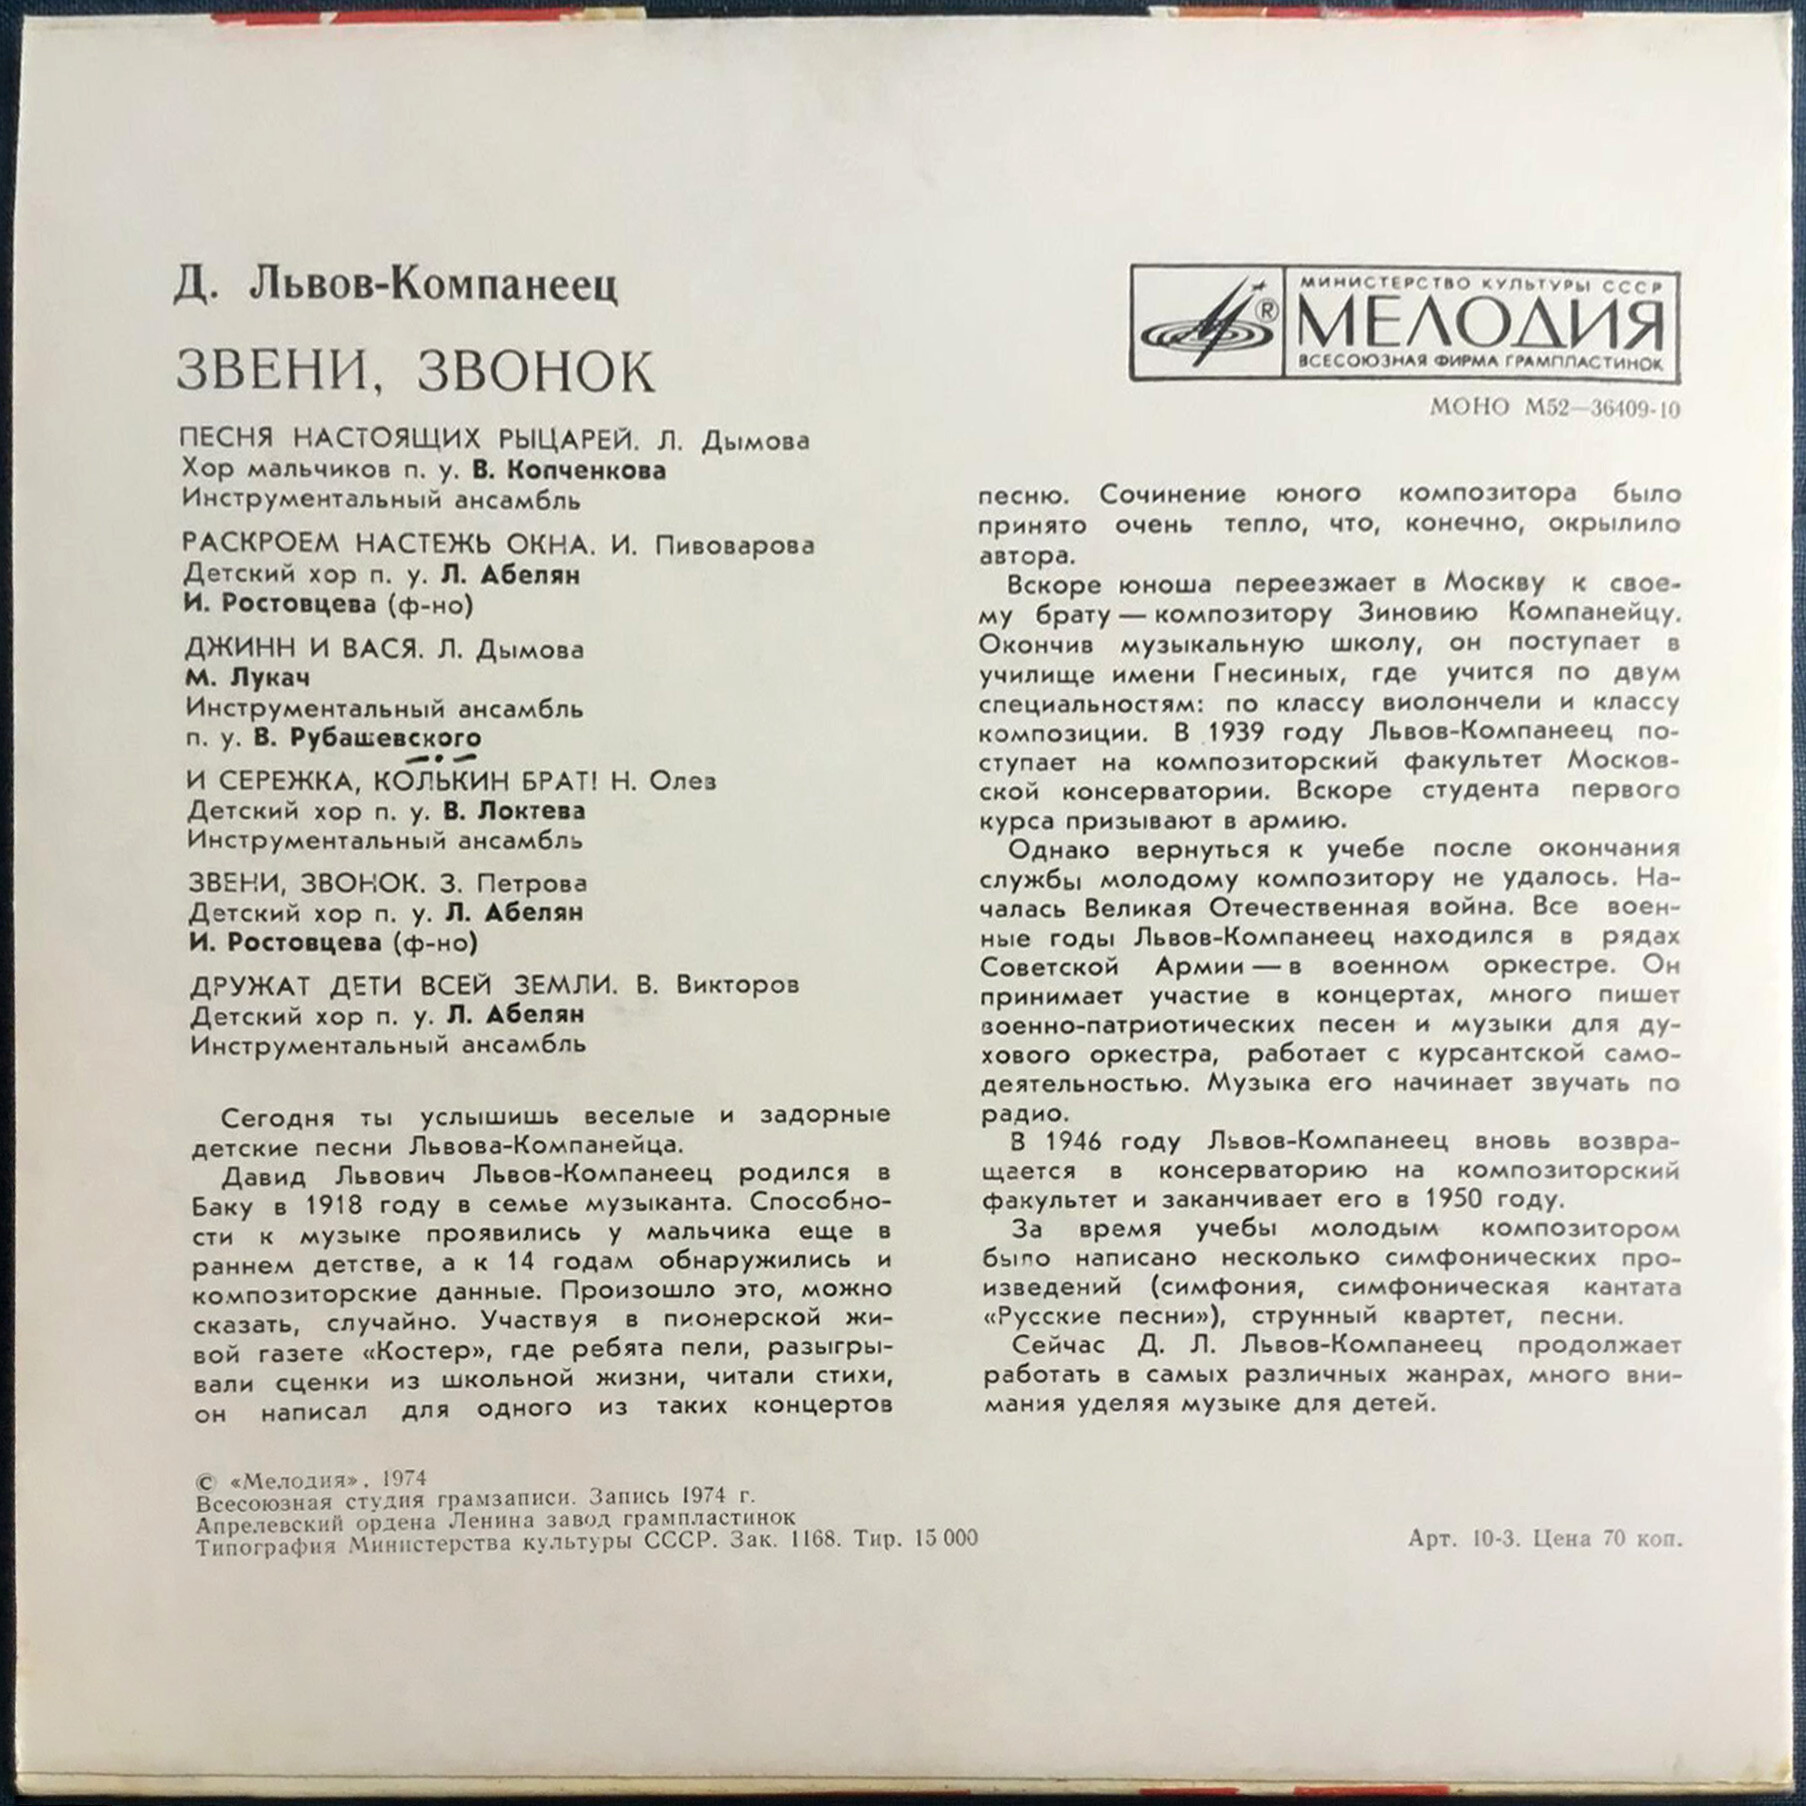 Д. Львов-Компанеец
ЗВЕНИ, ЗВОНОК
ПЕСНЯ НАСТОЯЩИХ РЫЦАРЕЙ. Л. Дымова
Хор мальчиков п. у. В. Копченкова
Инструментальный ансамбль
РАСКРОЕМ НАСТЕЖЬ ОКНА. И. Пивоварова
Детский хор п. у. Л. Абелян
И. Ростовцева (ф-но)
ДЖИНН И ВАСЯ. Л. Дымова
М. Лукач
Инструментальный ансамбль
п. у. В. Рубашевского
И СЕРЕЖКА, КОЛЬКИН БРАТ! Н. Олев
Детский хор п. у. В. Локтева
Инструментальный ансамбль
ЗВЕНИ, ЗВОНОК. З. Петрова
Детский хор п. у. Л. Абелян
И. Ростовцева (ф-но)
ДРУЖАТ ДЕТИ ВСЕЙ ЗЕМЛИ. В. Викторов
Детский хор п. у. Л. Абелян
Инструментальный ансамбль
Сегодня ты услышишь веселые и задорные
детские песни Львова-Компанейца.
Давид Львович Львов-Компанеец родился в
Баку в 1918 году в семье музыканта. Способно-
сти к музыке проявились у мальчика еще в
раннем детстве, а к 14 годам обнаружились и
композиторские данные. Произошло это, можно
сказать, случайно. Участвуя в пионерской жи-
вой газете «Костер», где ребята пели, разыгры-
вали сценки из школьной жизни, читали стихи,
он написал для одного из таких концертов
МИНИСТЕРСТВО КУЛЬТУРЫ СССР
МЕЛОДИЯ
®
ВСЕСОЮЗНАЯ ФИРМА ГРАМПЛАСТИНОК
МОНО М52—36409-10
песню. Сочинение юного композитора было
принято очень тепло, что, конечно, окрылило
автора.
Вскоре юноша переезжает в Москву к свое-
му брату — композитору Зиновию Компанейцу.
Окончив музыкальную школу, он поступает в
училище имени Гнесиных, где учится по двум
специальностям: по классу виолончели и классу
композиции. В 1939 году Львов-Компанеец по-
ступает на композиторский факультет Москов-
ской консерватории. Вскоре студента первого
курса призывают в армию.
Однако вернуться к учебе после окончания
службы молодому композитору не удалось. На-
чалась Великая Отечественная война. Все воен-
ные годы Львов-Компанеец находился в рядах
Советской Армии — в военном оркестре. Он
принимает участие в концертах, много пишет
военно-патриотических песен и музыки для ду-
хового оркестра, работает с курсантской само-
деятельностью. Музыка его начинает звучать по
радио.
В 1946 году Львов-Компанеец вновь возвра-
щается в консерваторию на композиторский
факультет и заканчивает его в 1950 году.
За время учебы молодым композитором
было написано несколько симфонических про-
изведений (симфония, симфоническая кантата
«Русские песни»), струнный квартет, песни.
Сейчас Д. Л. Львов-Компанеец продолжает
работать в самых различных жанрах, много вни-
мания уделяя музыке для детей.
© «Мелодия», 1974
Всесоюзная студия грамзаписи. Запись 1974 г.
Апрелевский ордена Ленина завод грампластинок
Типография Министерства культуры СССР. Зак. 1168. Тир. 15 000
Арт. 10-3. Цена 70 коп.